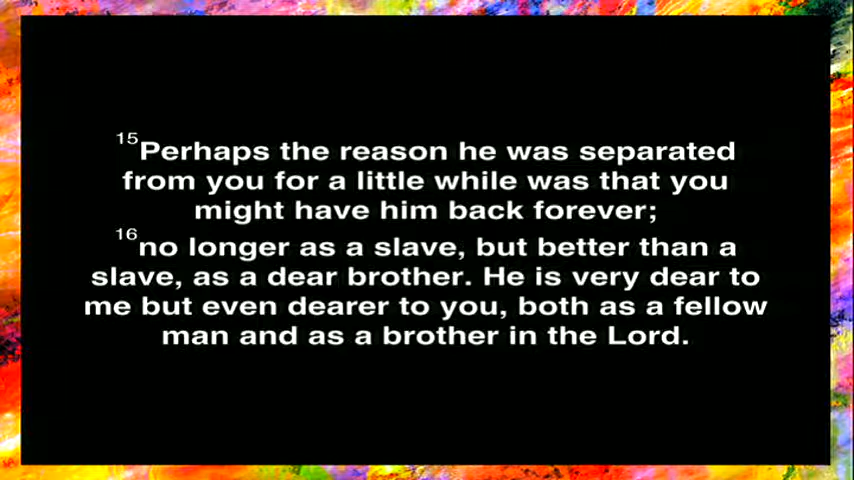 15Perhaps the reason he was separated
from you for a little while was that you
might have him back forever;
16no longer as a slave, but better than a
slave, as a dear brother. He is very dear to
me but even dearer to you, both as a fellow
man and as a brother in the Lord.